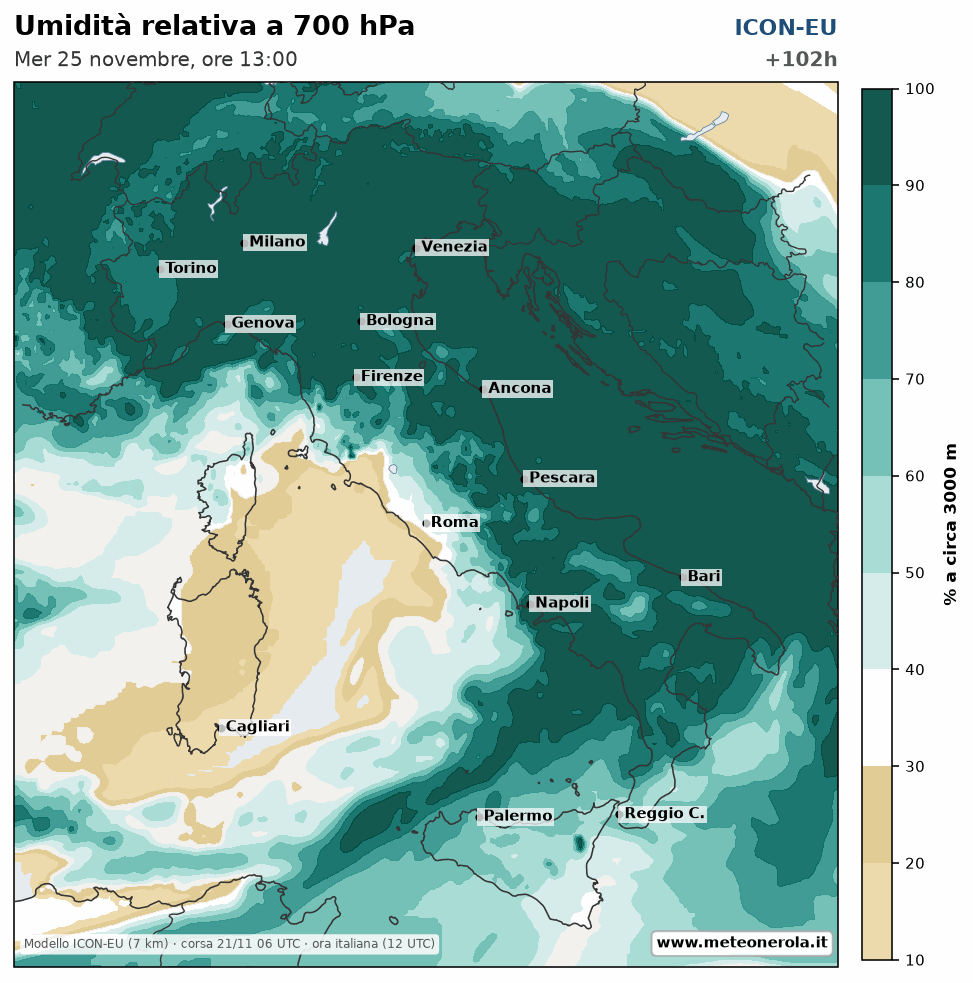 Umidità relativa a 700 hPa
ICON-EU
Mer 25 novembre, ore 13:00
+102h
100
90
80
70
60
50
40
30
20
10
% a circa 3000 m
Milano
Venezia
Torino
Genova
Bologna
Firenze
Ancona
Pescara
Roma
Bari
Napoli
Cagliari
Palermo
Reggio C.
Modello ICON-EU (7 km) · corsa 21/11 06 UTC · ora italiana (12 UTC)
www.meteonerola.it